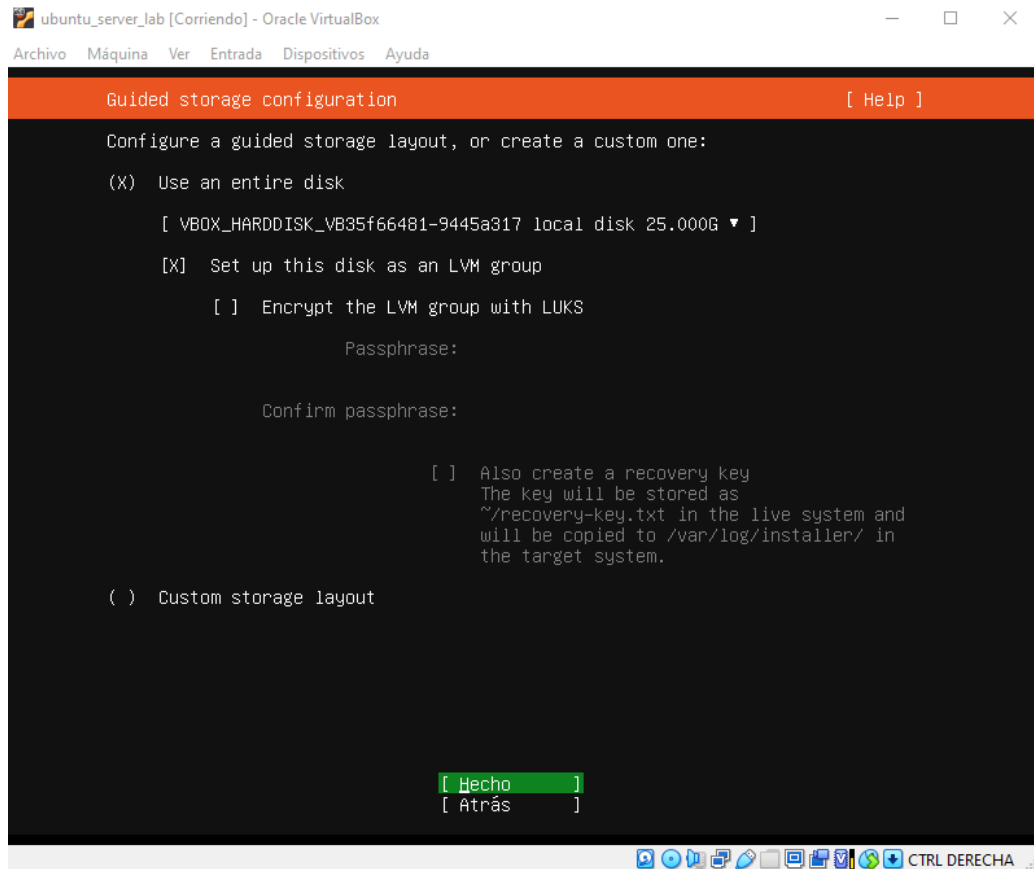 ubuntu_server_lab [Corriendo] - Oracle VirtualBox
Archivo Máquina Ver Entrada Dispositivos Ayuda
Guided storage configuration [ Help ]
Configure a guided storage layout, or create a custom one:
(X) Use an entire disk
[ VBOX_HARDDISK_VB35f66481-9445a317 local disk 25.000G ▾ ]
[X] Set up this disk as an LVM group
[ ] Encrypt the LVM group with LUKS
Passphrase:
Confirm passphrase:
[ ] Also create a recovery key
The key will be stored as
~/recovery-key.txt in the live system and
will be copied to /var/log/installer/ in
the target system.
( ) Custom storage layout
[ Hecho ]
[ Atrás ]
CTRL DERECHA